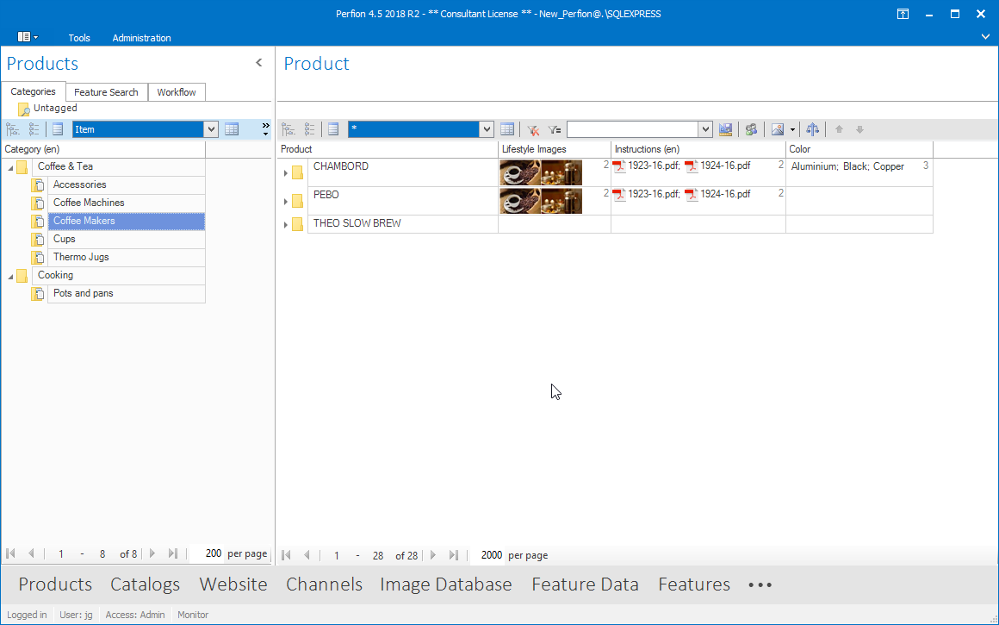 Perfion 4.5 2018 R2 - ** Consultant License ** - New_Perfion@.\SQLEXPRESS
Tools Administration
Products
Product
Categories Feature Search Workflow
Untagged
Item
*
Category (en)
Coffee & Tea
Accessories
Coffee Machines
Coffee Makers
Cups
Thermo Jugs
Cooking
Pots and pans
Product Lifestyle Images Instructions (en) Color
CHAMBORD 2 1923-16.pdf; 1924-16.pdf 2 Aluminium; Black; Copper 3
PEBO 2 1923-16.pdf; 1924-16.pdf 2
THEO SLOW BREW
1 - 8 of 8 200 per page
1 - 28 of 28 2000 per page
Products Catalogs Website Channels Image Database Feature Data Features •••
Logged in User: jg Access: Admin Monitor